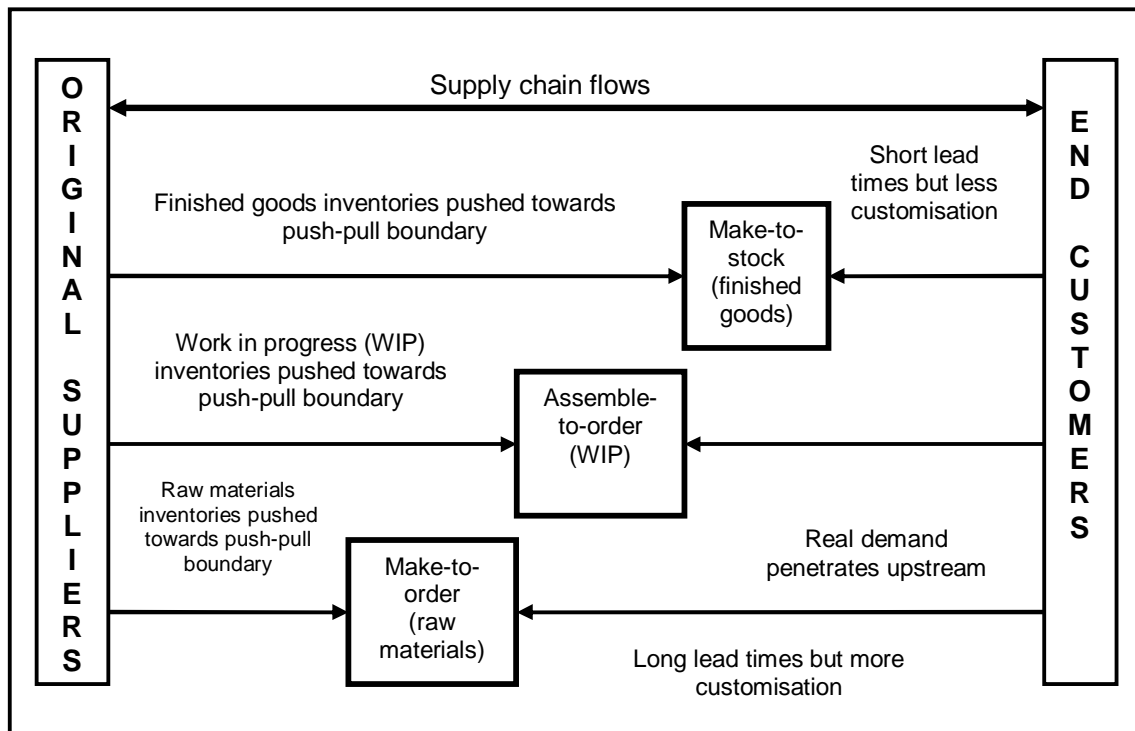 ORIGINAL SUPPLIERS
Supply chain flows
END CUSTOMERS
Short lead
times but less
customisation
Finished goods inventories pushed towards
push-pull boundary
Make-to-
stock
(finished
goods)
Work in progress (WIP)
inventories pushed towards
push-pull boundary
Assemble-
to-order
(WIP)
Raw materials
inventories pushed
towards push-pull
boundary
Make-to-
order
(raw
materials)
Real demand
penetrates upstream
Long lead times but more
customisation